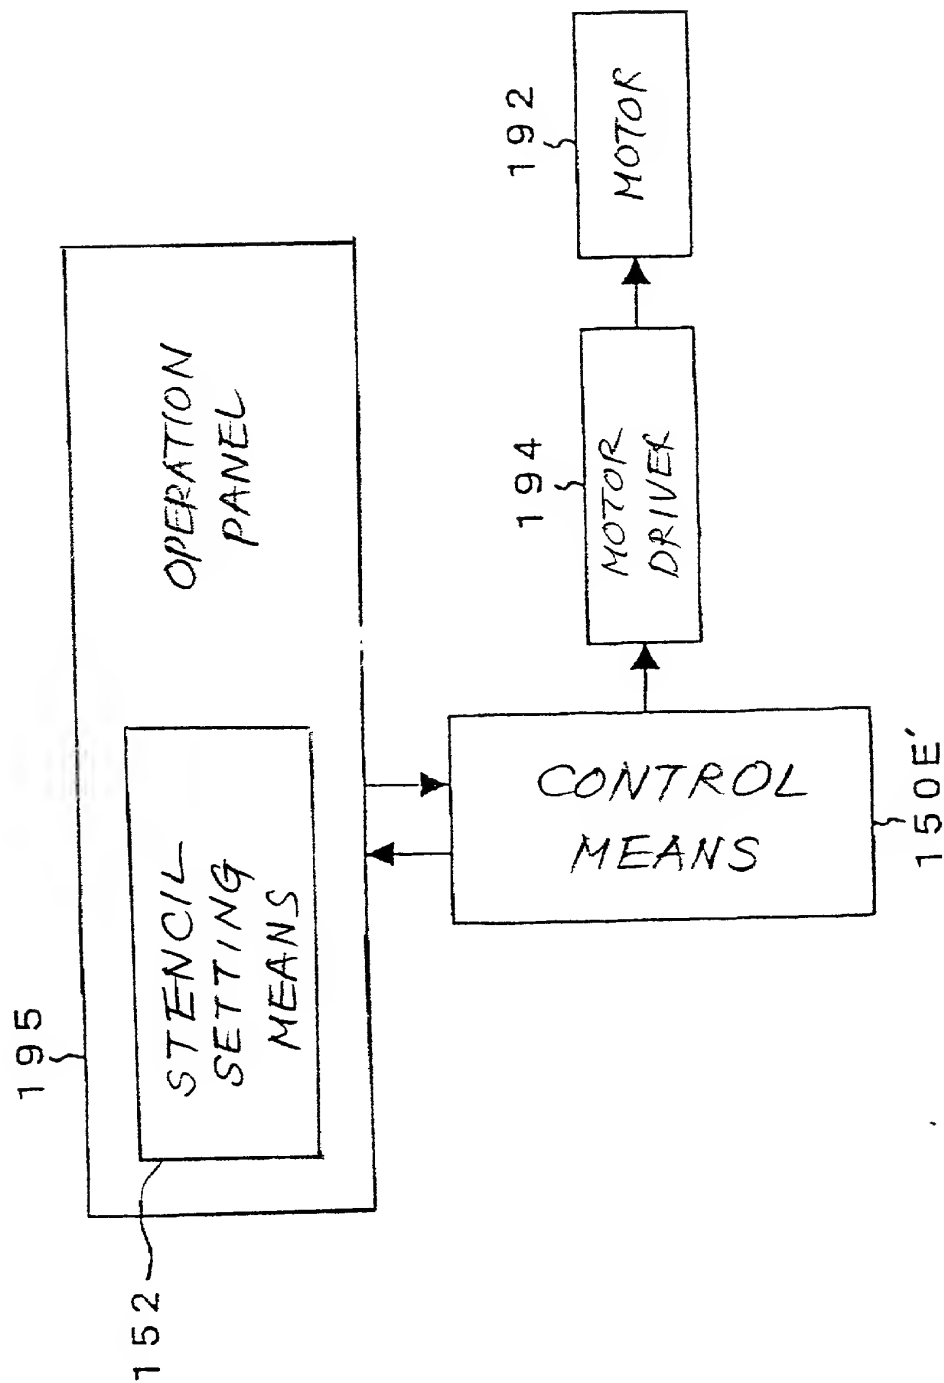 195
152
STENCIL
SETTING
MEANS
OPERATION
PANEL
CONTROL
MEANS
150E'
194
MOTOR
DRIVER
192
MOTOR